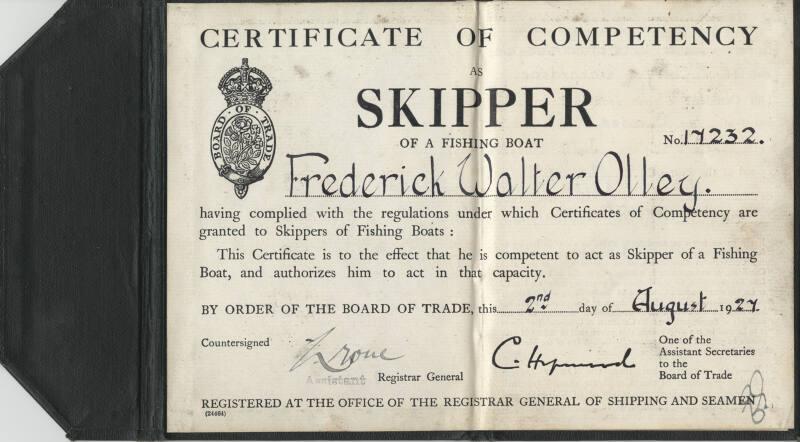 CERTIFICATE OF COMPETENCY
AS
SKIPPER
OF A FISHING BOAT
No. 17232.
BOARD · OF · TRADE
Frederick Walter Olley.
having complied with the regulations under which Certificates of Competency are
granted to Skippers of Fishing Boats :
This Certificate is to the effect that he is competent to act as Skipper of a Fishing
Boat, and authorizes him to act in that capacity.
BY ORDER OF THE BOARD OF TRADE, this 2nd day of August 1927
Countersigned
Assistant Registrar General
One of the
Assistant Secretaries
to the
Board of Trade
REGISTERED AT THE OFFICE OF THE REGISTRAR GENERAL OF SHIPPING AND SEAMEN.
(24464)